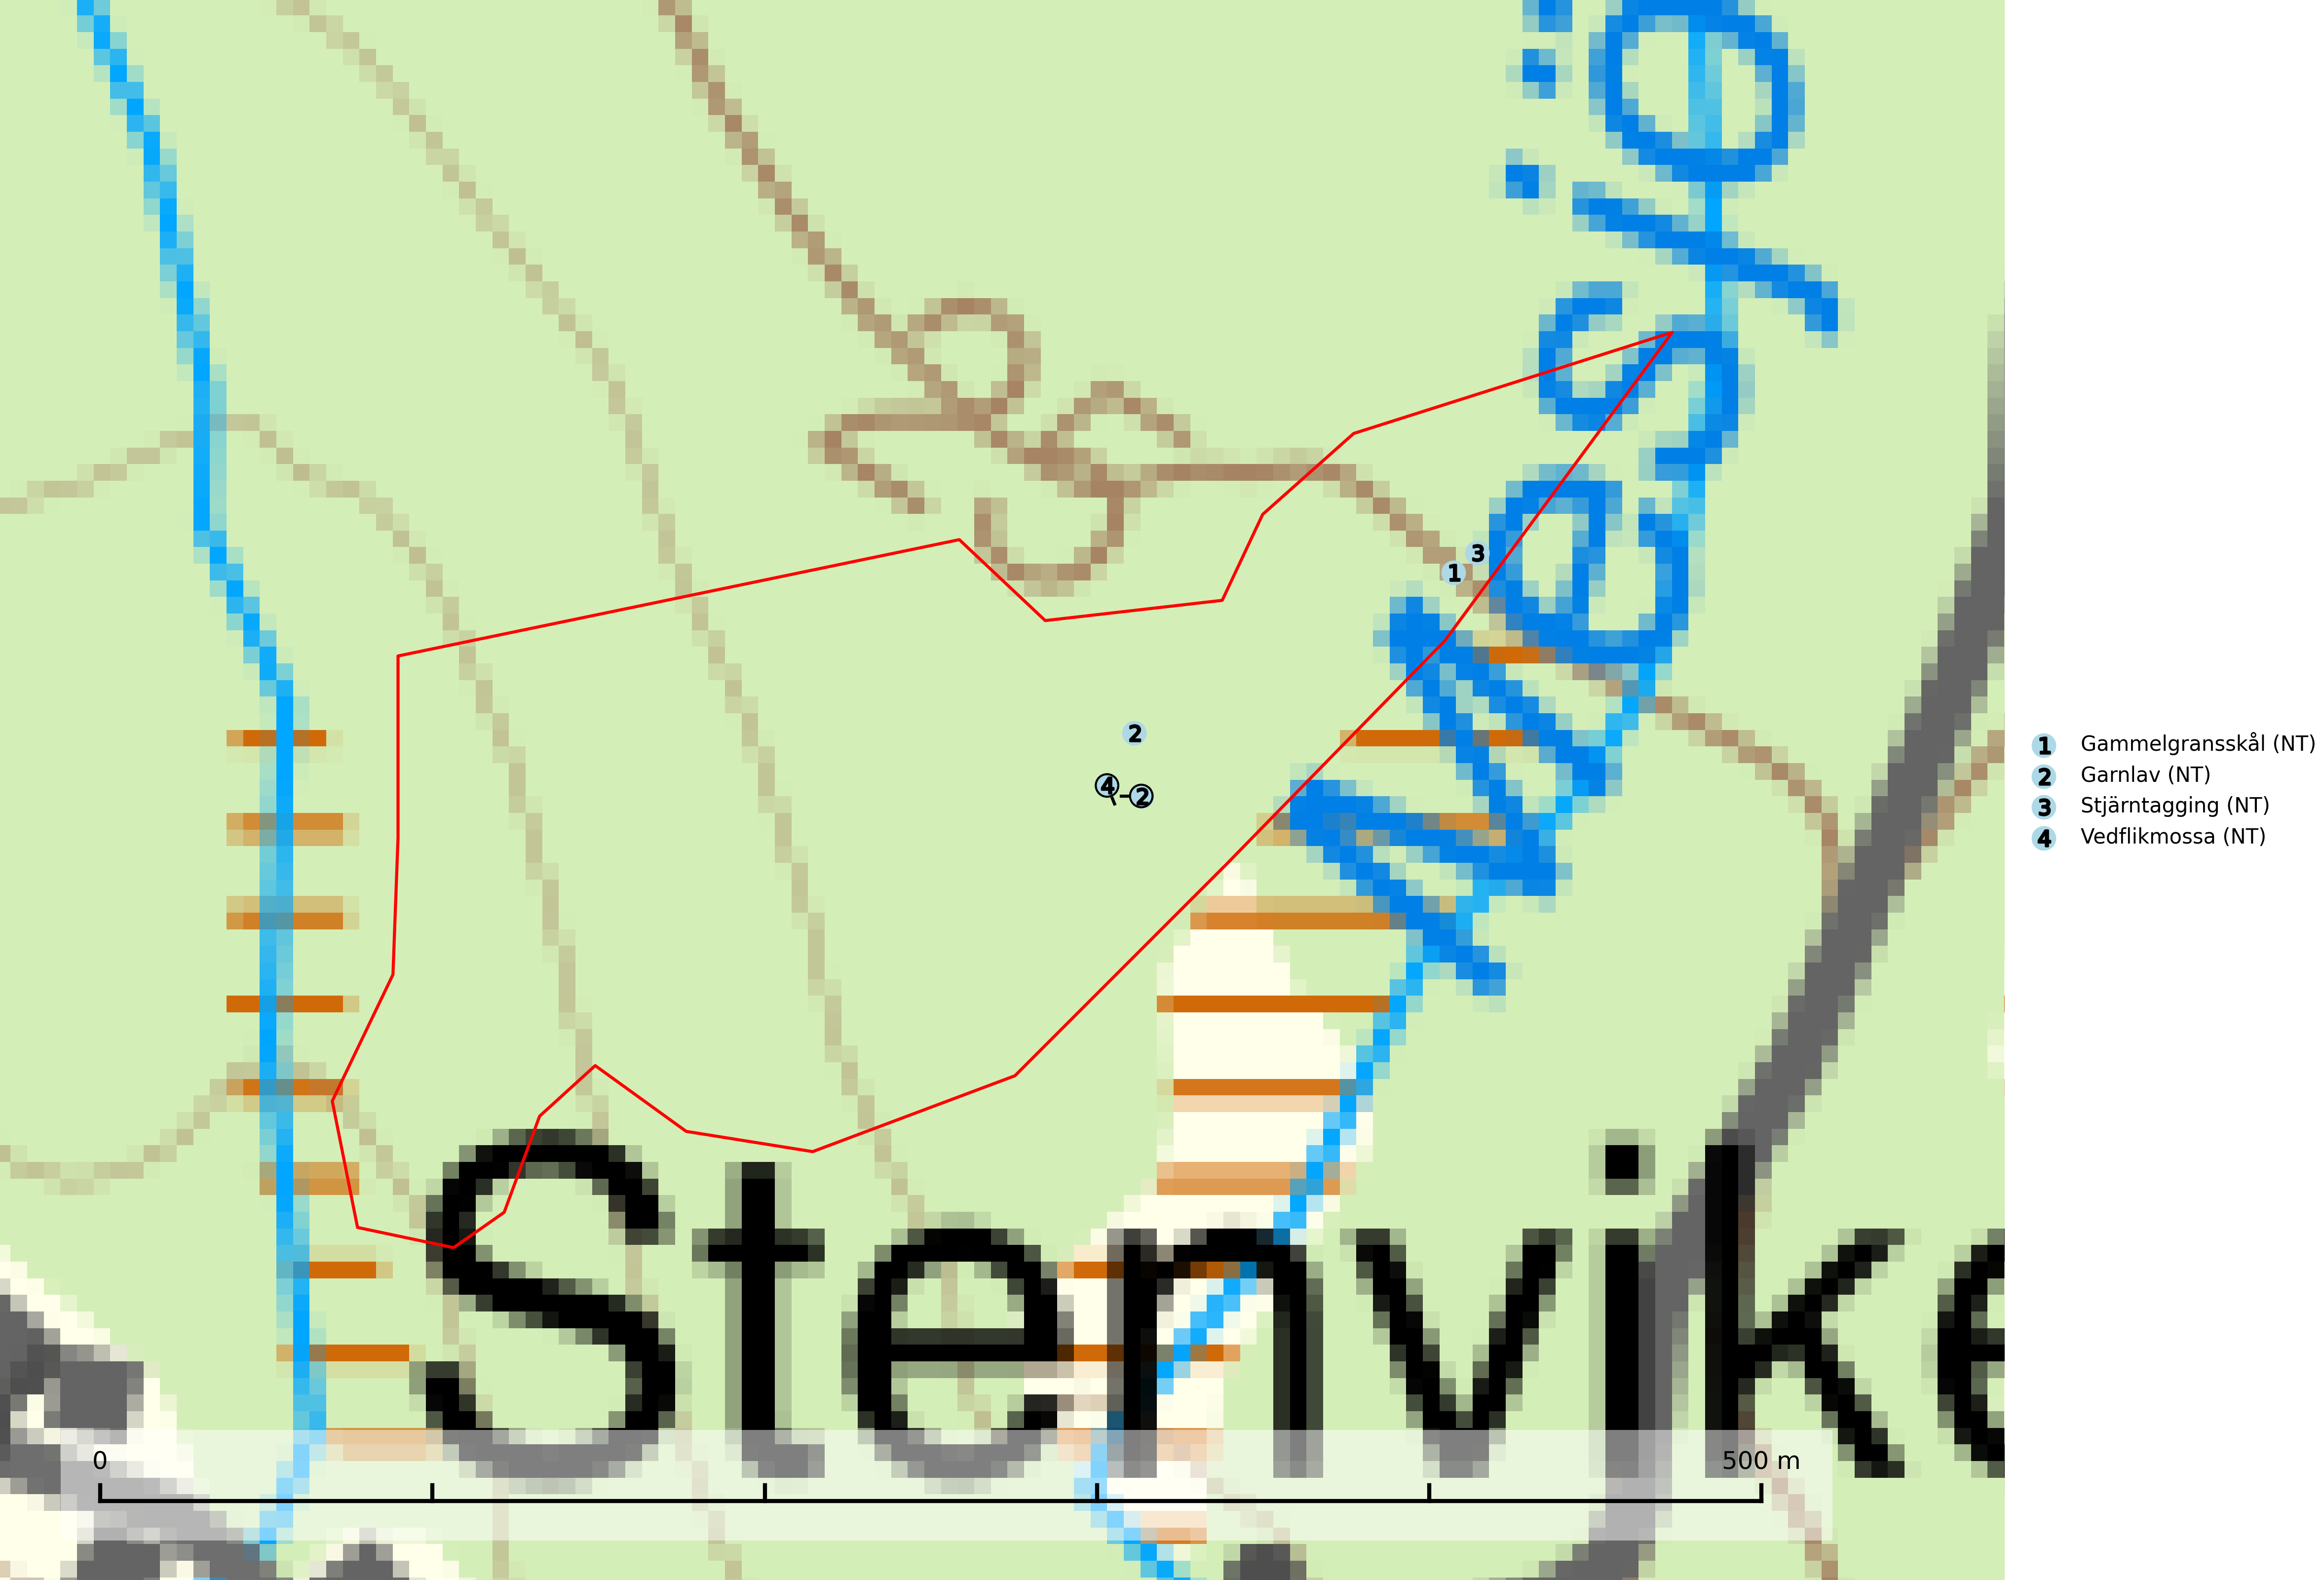 3
1
2
4 2
1 Gammelgransskål (NT)
2 Garnlav (NT)
3 Stjärntagging (NT)
4 Vedflikmossa (NT)
Stenvike
0 500 m